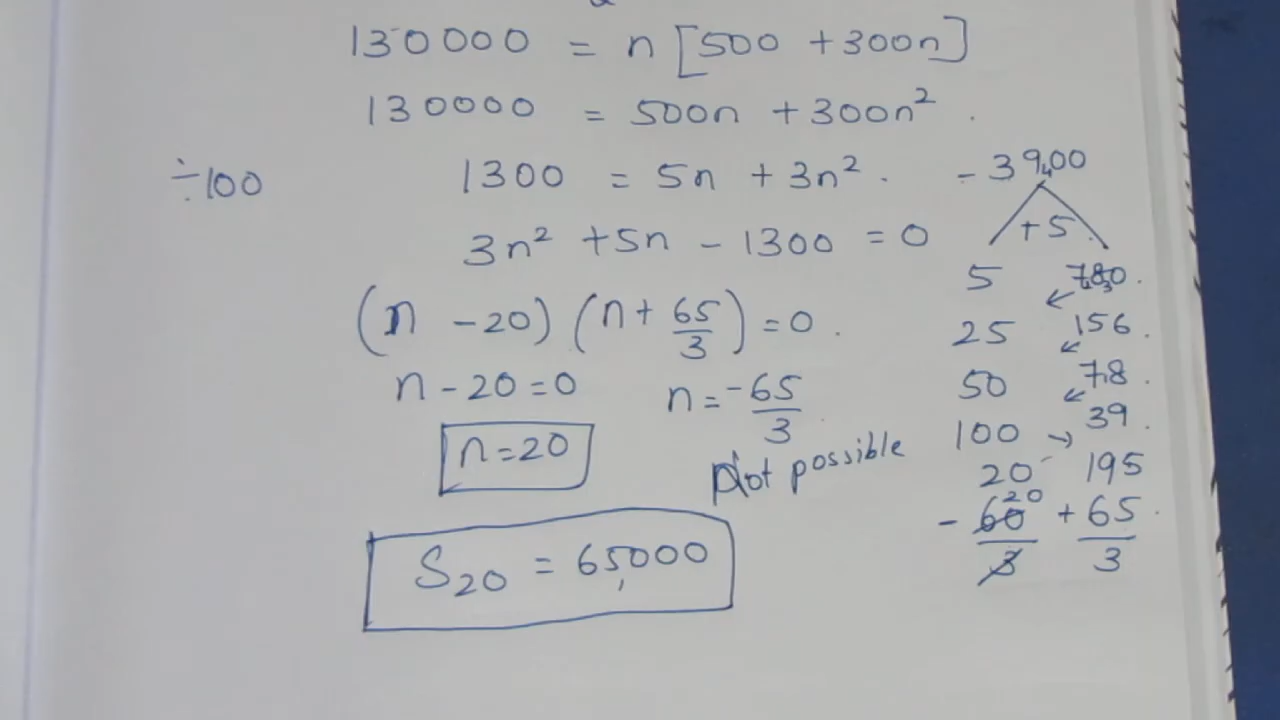 130000 = n [500 + 300n]
130000 = 500n + 300n² .
÷100 1300 = 5n + 3n² .
3n² + 5n - 1300 = 0
(n - 20) (n + 65/3) = 0 .
n - 20 = 0 n = -65/3
n = 20 Not possible
S₂₀ = 65,000
- 3900
+5
5 780 .
25 156 .
50 78 .
100 39 .
20 195
- 60/3 20 + 65/3 .